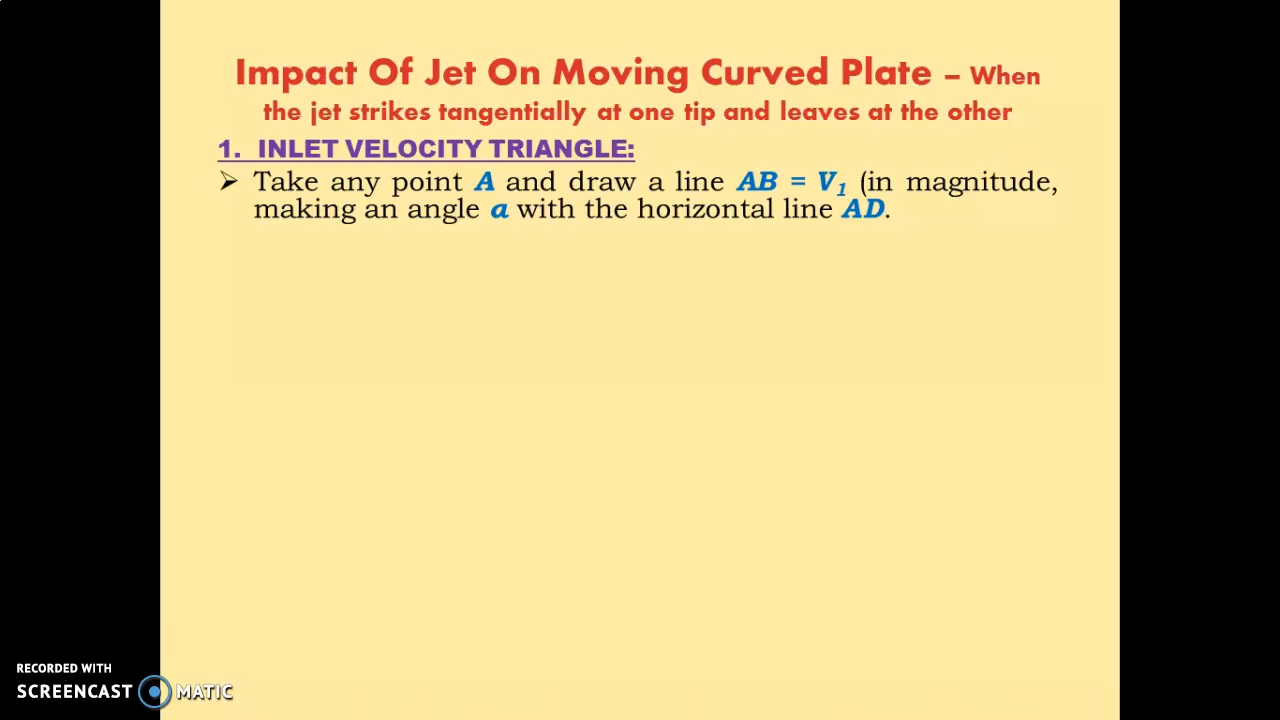 Impact Of Jet On Moving Curved Plate – When
the jet strikes tangentially at one tip and leaves at the other
1. INLET VELOCITY TRIANGLE:
➢ Take any point A and draw a line AB = V1 (in magnitude,
making an angle a with the horizontal line AD.
RECORDED WITH
SCREENCAST MATIC